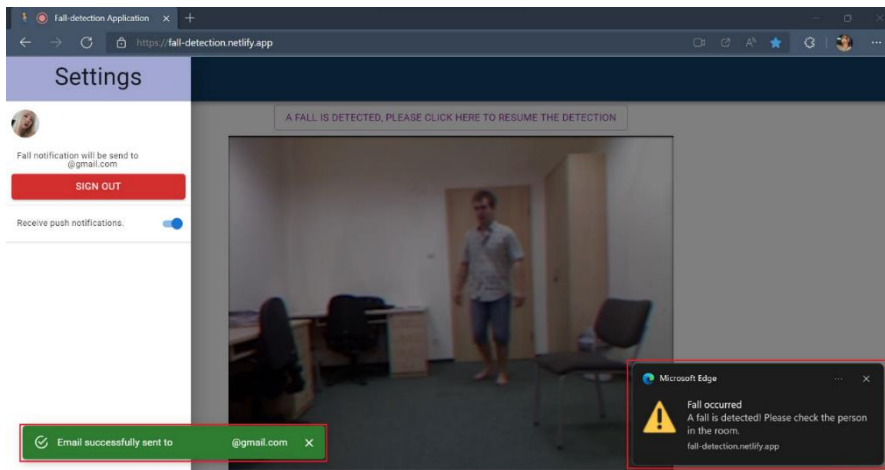 Fall-detection Application
https://fall-detection.netlify.app
Settings
Fall notification will be send to
@gmail.com
SIGN OUT
Receive push notifications.
A FALL IS DETECTED, PLEASE CLICK HERE TO RESUME THE DETECTION
Email successfully sent to @gmail.com
Microsoft Edge
Fall occurred
A fall is detected! Please check the person
in the room.
fall-detection.netlify.app